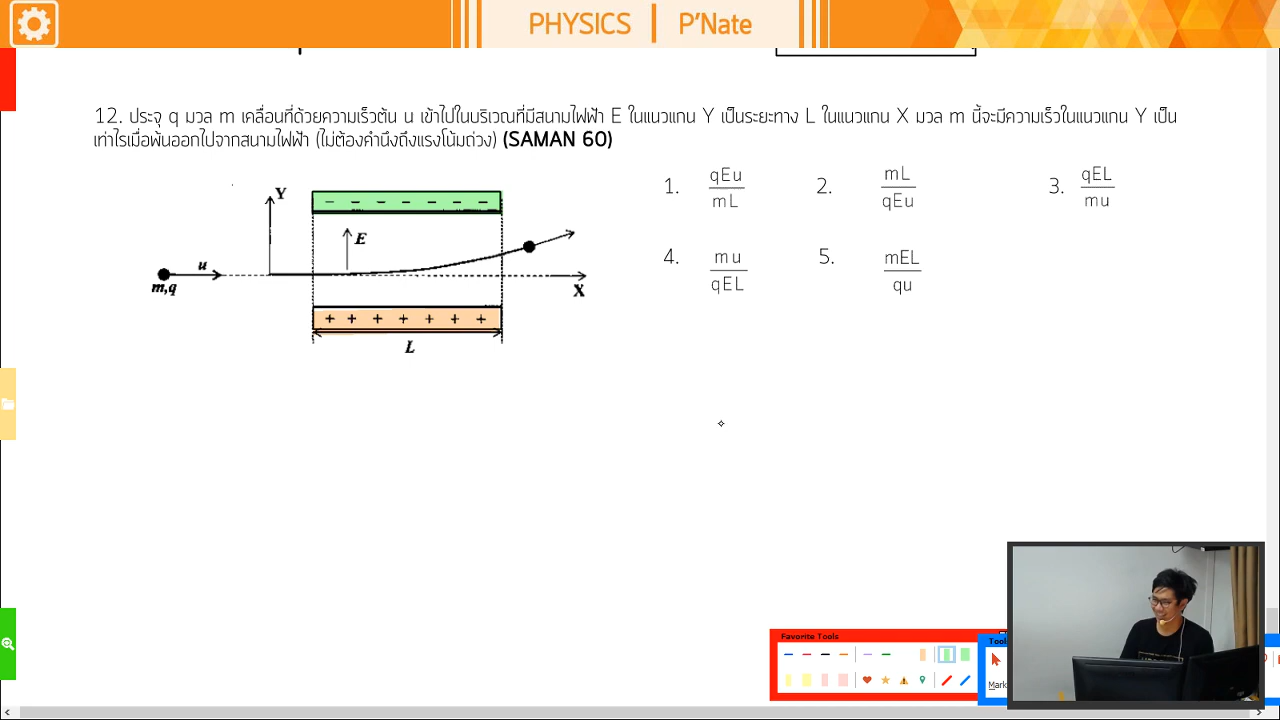 PHYSICS | P'Nate
12. ประจุ q มวล m เคลื่อนที่ด้วยความเร็วต้น u เข้าไปในบริเวณที่มีสนามไฟฟ้า E ในแนวแกน Y เป็นระยะทาง L ในแนวแกน X มวล m นี้จะมีความเร็วในแนวแกน Y เป็น
เท่าไรเมื่อพ้นออกไปจากสนามไฟฟ้า (ไม่ต้องคำนึงถึงแรงโน้มถ่วง) (SAMAN 60)
1. qEu
mL
2. mL
qEu
3. qEL
mu
4. mu
qEL
5. mEL
qu
Y
− − − − − − −
E
u
m,q
X
+ + + + + + +
L
Favorite Tools
Tools
Mark